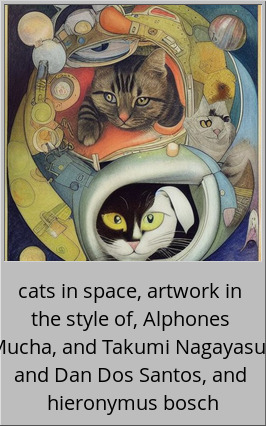 cats in space, artwork in
the style of, Alphones
Mucha, and Takumi Nagayasu
and Dan Dos Santos, and
hieronymus bosch